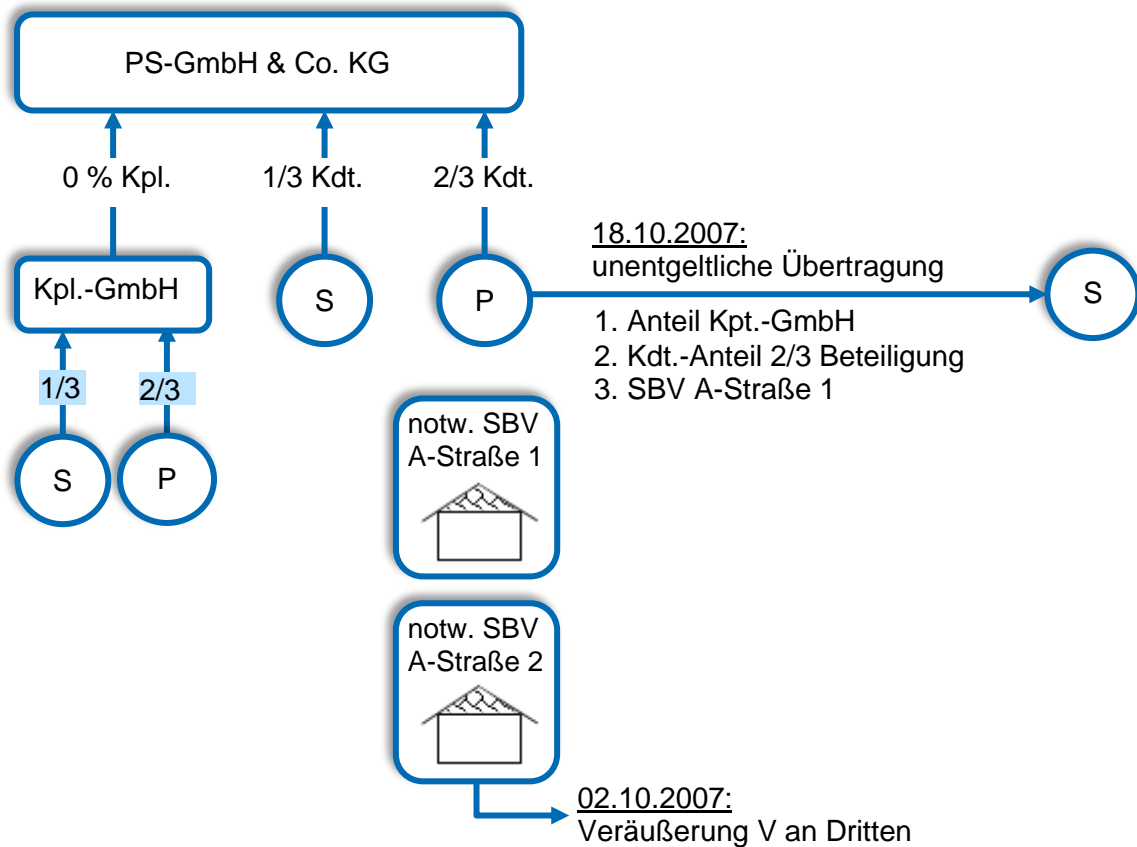 PS-GmbH & Co. KG
0 % Kpl.
1/3 Kdt.
2/3 Kdt.
18.10.2007:
unentgeltliche Übertragung
Kpl.-GmbH
S
P
S
1. Anteil Kpt.-GmbH
2. Kdt.-Anteil 2/3 Beteiligung
3. SBV A-Straße 1
1/3
2/3
S
P
notw. SBV
A-Straße 1
notw. SBV
A-Straße 2
02.10.2007:
Veräußerung V an Dritten